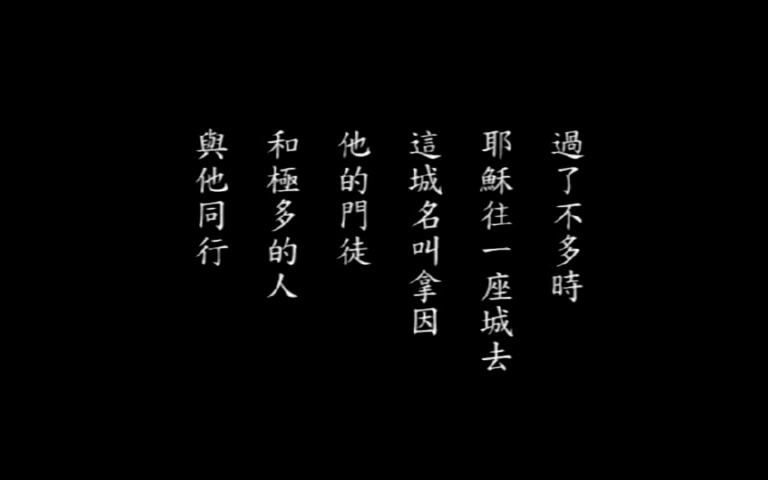 過了不多時
耶穌往一座城去
這城名叫拿因
他的門徒
和極多的人
與他同行